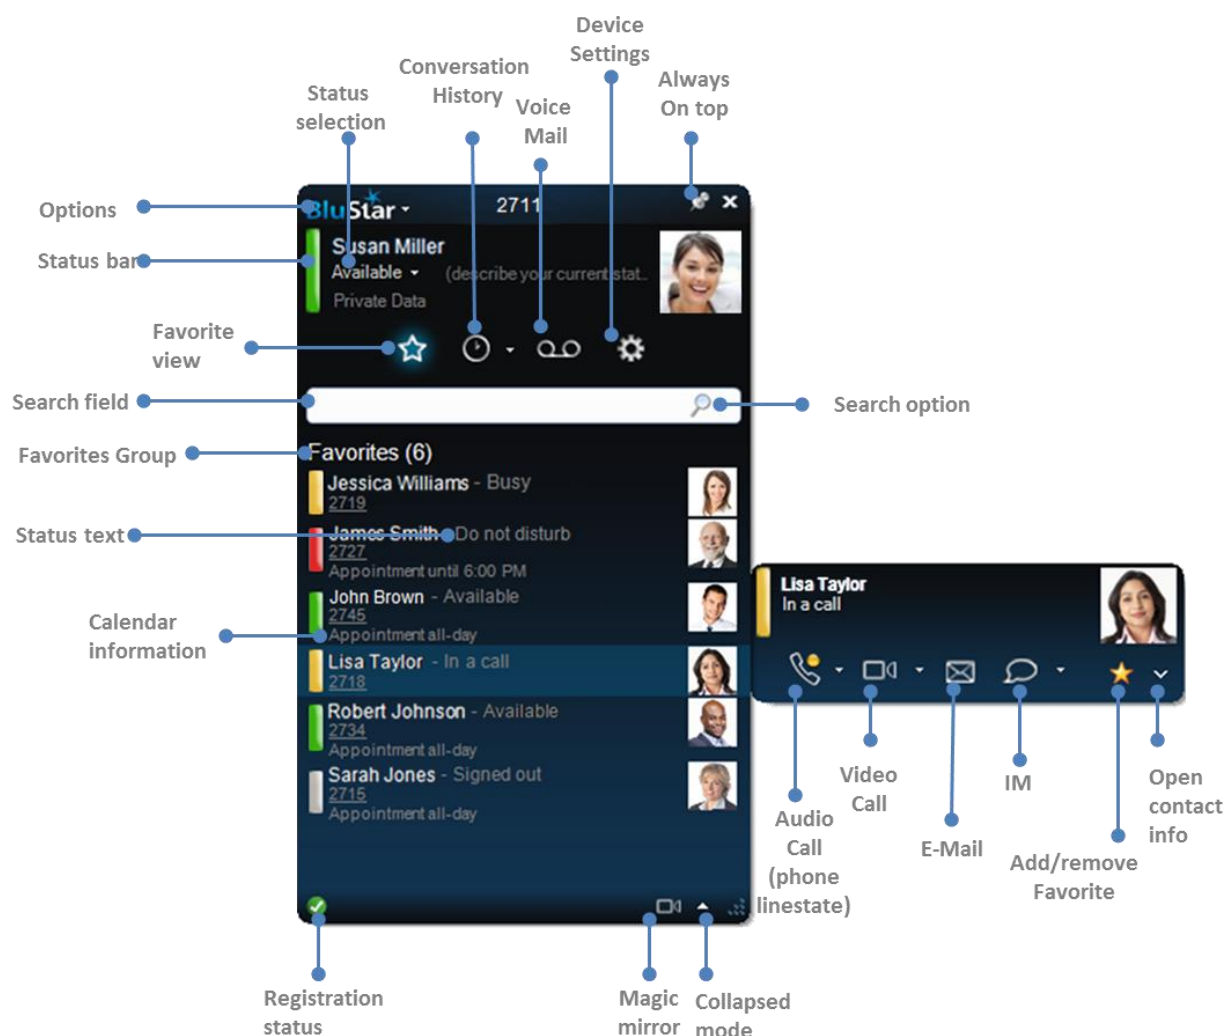 Device
Settings
Conversation
History
Always
On top
Status
selection
Voice
Mail
Options
BluStar
2711
Status bar
Susan Miller
Available
(describe your current stat..
Private Data
Favorite
view
Search field
Search option
Favorites Group
Favorites (6)
Jessica Williams - Busy
2719
Status text
James Smith - Do not disturb
2727
Appointment until 6:00 PM
John Brown - Available
2745
Appointment all-day
Calendar
information
Lisa Taylor - In a call
2718
Robert Johnson - Available
2734
Appointment all-day
Sarah Jones - Signed out
2715
Appointment all-day
Lisa Taylor
In a call
Audio
Call
(phone
linestate)
Video
Call
E-Mail
IM
Add/remove
Favorite
Open
contact
info
Registration
status
Magic
mirror
Collapsed
mode